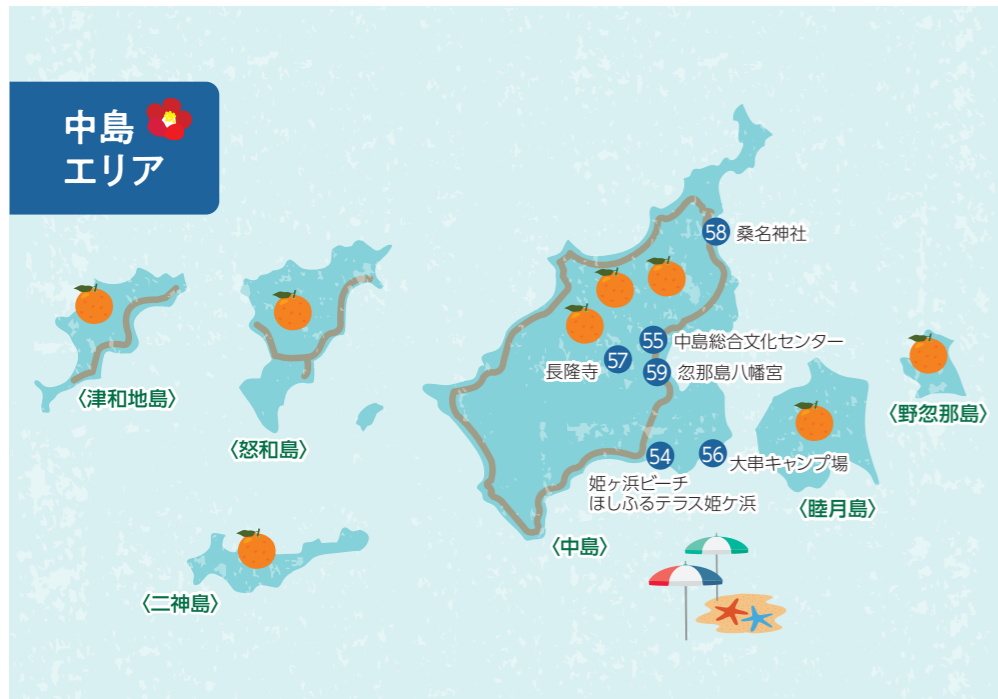 中島
エリア
58 桑名神社
55 中島総合文化センター
57
長隆寺
59 忽那島八幡宮
〈津和地島〉
〈怒和島〉
〈野忽那島〉
54
56 大串キャンプ場
姫ヶ浜ビーチ
ほしふるテラス姫ケ浜
〈睦月島〉
〈中島〉
〈二神島〉